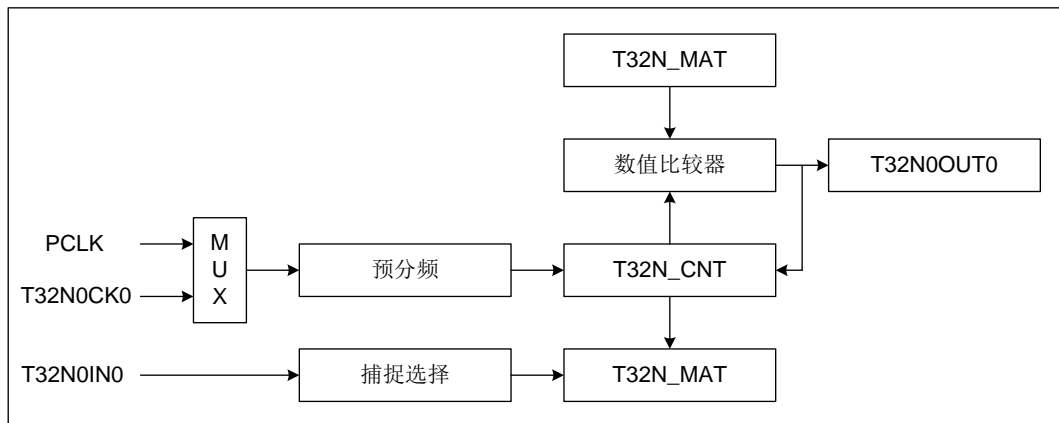 T32N_MAT
数值比较器
T32N0OUT0
PCLK
T32N0CK0
M
U
X
预分频
T32N_CNT
T32N0IN0
捕捉选择
T32N_MAT